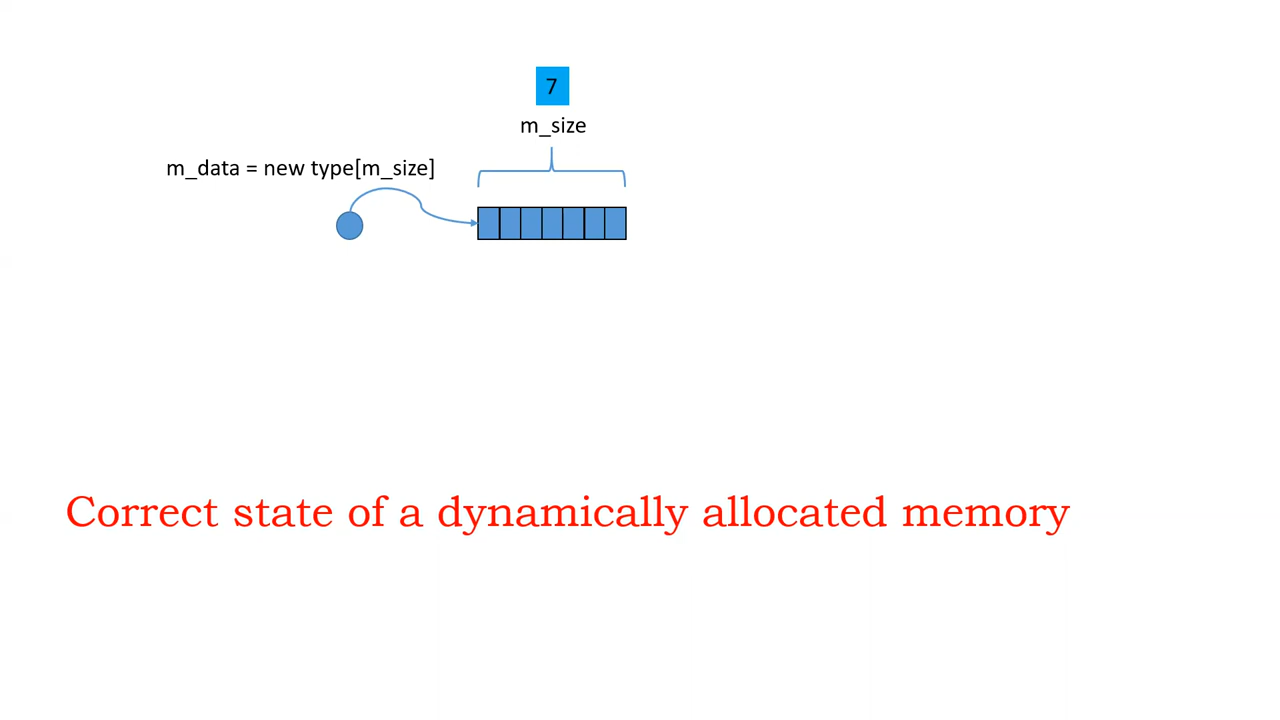 7
m_size
m_data = new type[m_size]
Correct state of a dynamically allocated memory